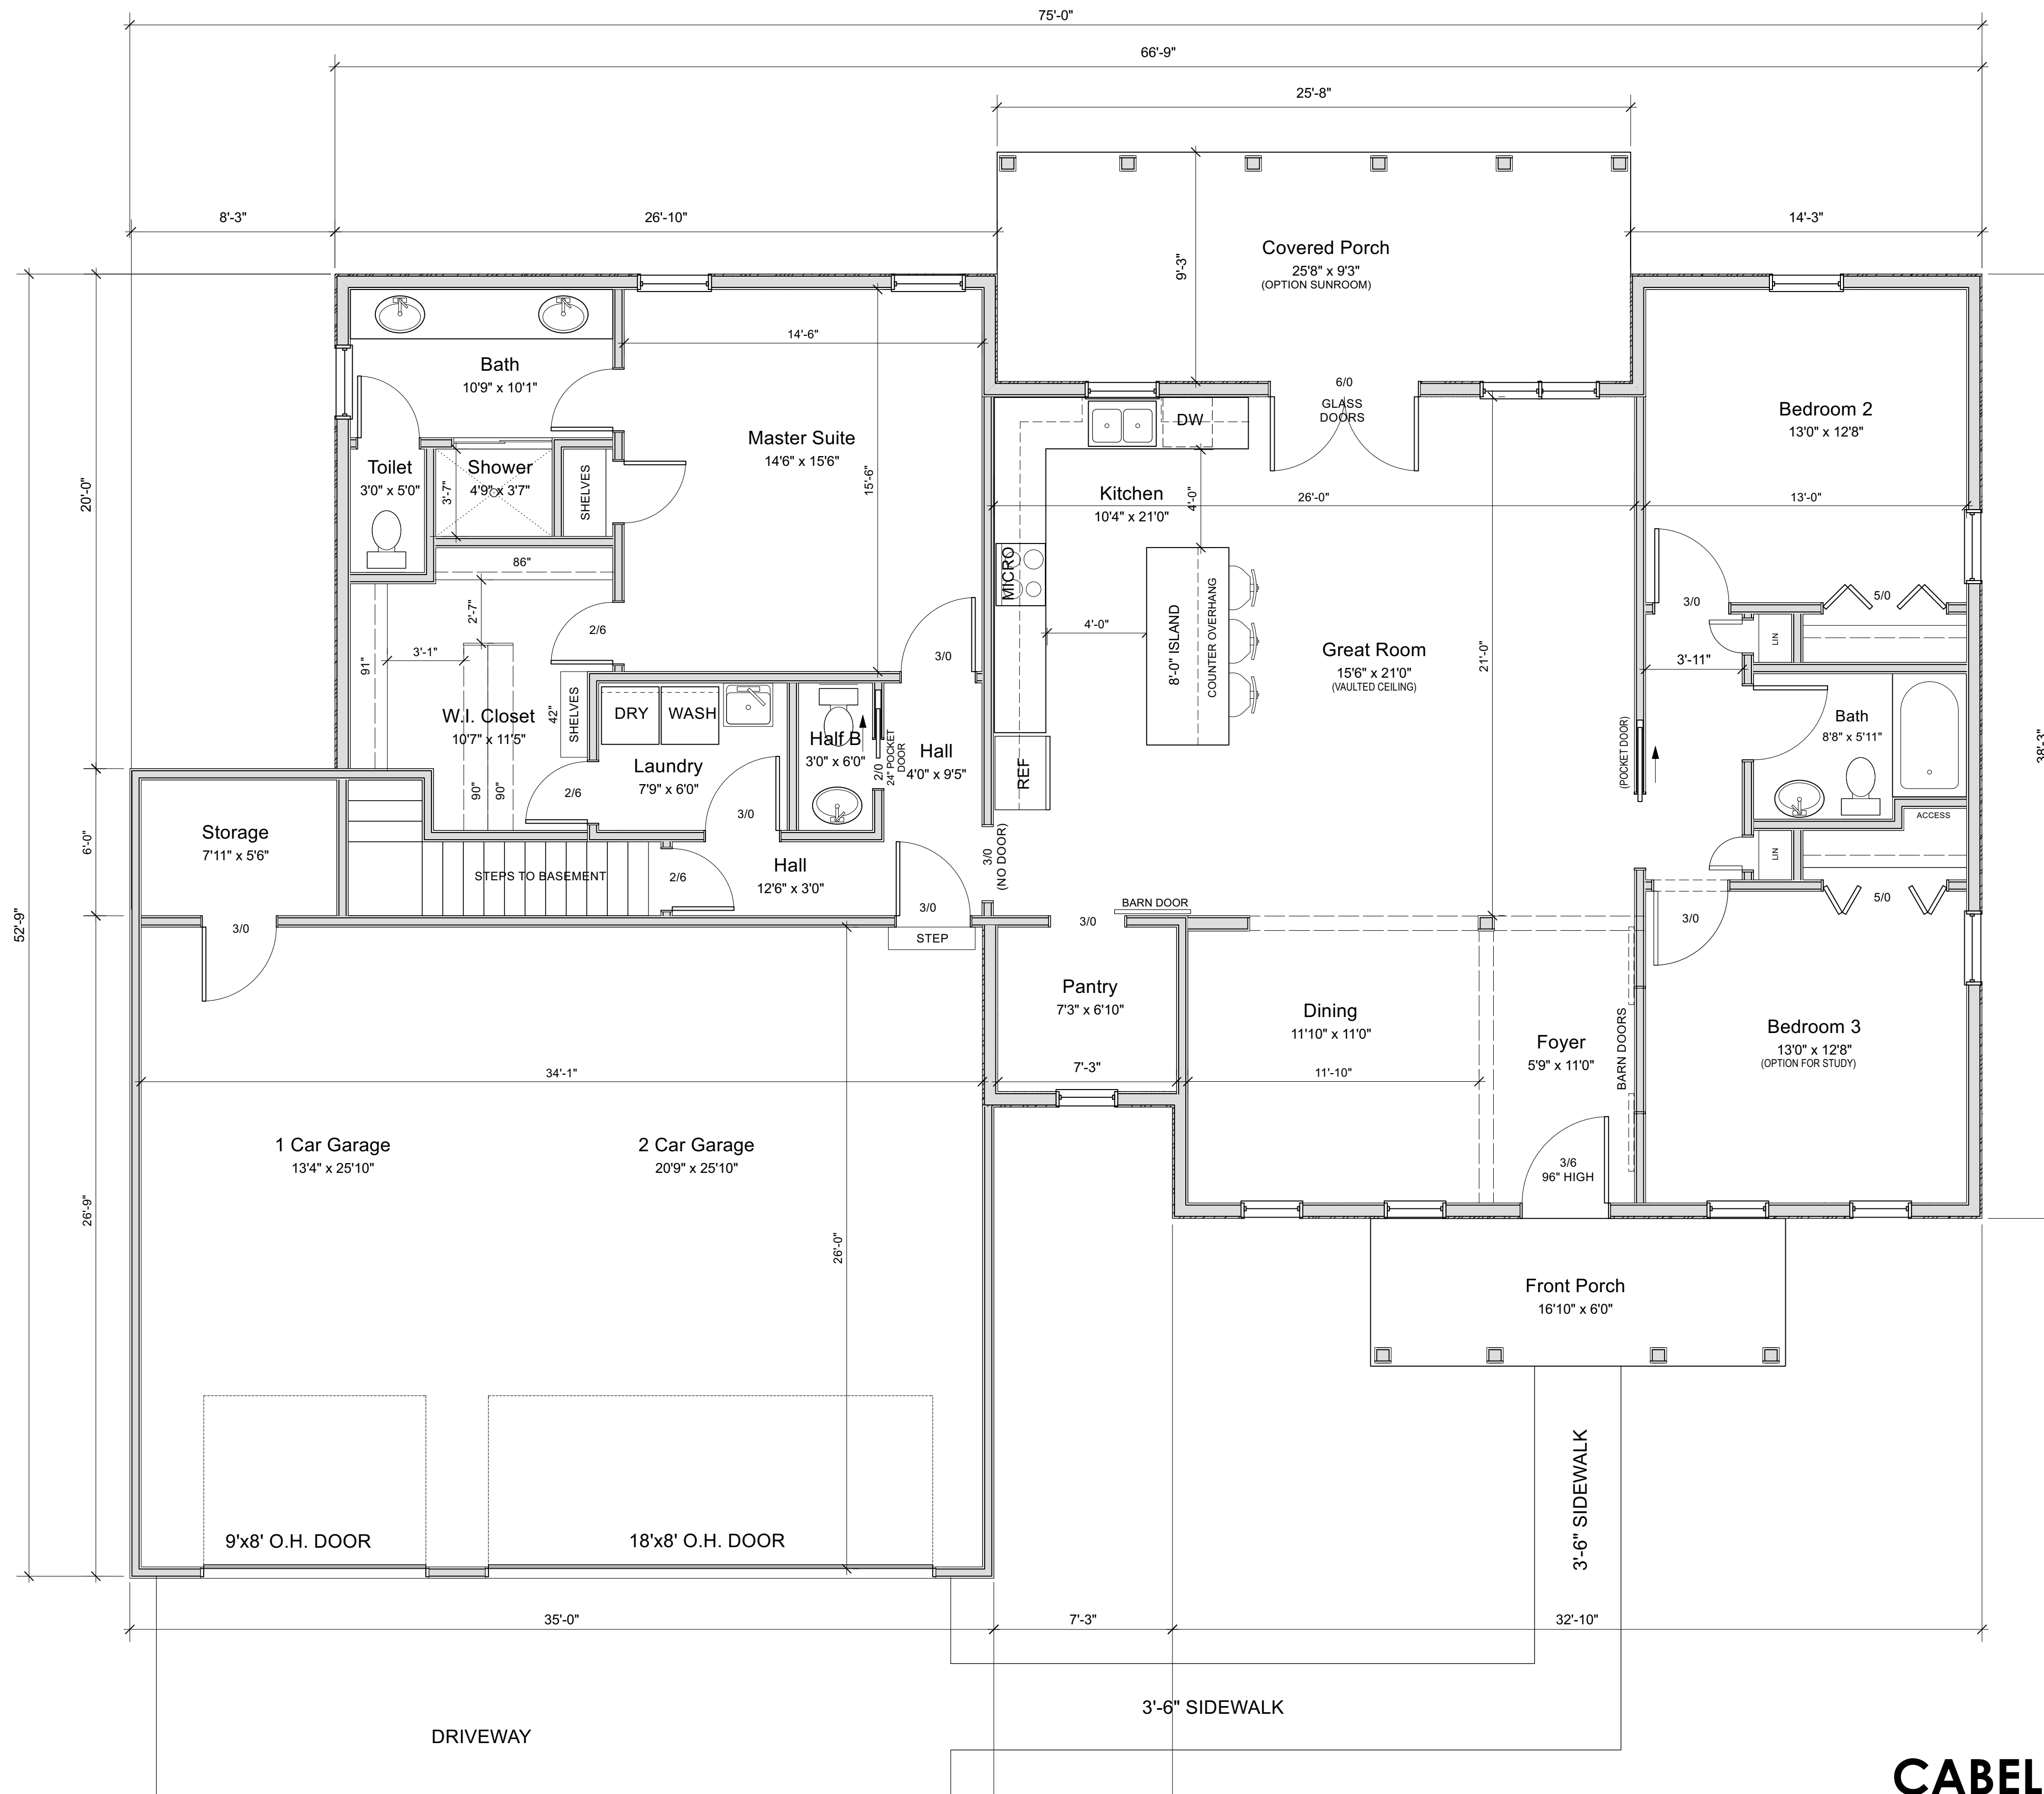 75'-0"
66'-9"
25'-8"
8'-3"
26'-10"
14'-3"
9'-3"
Covered Porch
25'8" x 9'3"
(OPTION SUNROOM)
14'-6"
Bath
10'9" x 10'1"
6/0
GLASS
DOORS
DW
Bedroom 2
13'0" x 12'8"
Master Suite
14'6" x 15'6"
15'-6"
Toilet
3'0" x 5'0"
Shower
4'9" x 3'7"
3'-7"
SHELVES
20'-0"
Kitchen
10'4" x 21'0"
4'-0"
26'-0"
13'-0"
86"
MICRO
2'-7"
2/6
3/0
4'-0"
8'-0" ISLAND
COUNTER OVERHANG
Great Room
15'6" x 21'0"
(VAULTED CEILING)
21'-0"
3/0
5/0
LIN
3'-11"
91"
3'-1"
W.I. Closet
10'7" x 11'5"
42"
SHELVES
DRY
WASH
Half B
3'0" x 6'0"
2/0
24" POCKET
DOOR
Hall
4'0" x 9'5"
REF
(POCKET DOOR)
Bath
8'8" x 5'11"
38'-3"
Laundry
7'9" x 6'0"
90"
90"
2/6
3/0
ACCESS
Storage
7'11" x 5'6"
6'-0"
STEPS TO BASEMENT
2/6
Hall
12'6" x 3'0"
3/0
(NO DOOR)
LIN
5/0
3/0
BARN DOOR
3/0
3/0
3/0
STEP
52'-9"
Pantry
7'3" x 6'10"
7'-3"
Dining
11'10" x 11'0"
11'-10"
Foyer
5'9" x 11'0"
BARN DOORS
Bedroom 3
13'0" x 12'8"
(OPTION FOR STUDY)
34'-1"
1 Car Garage
13'4" x 25'10"
2 Car Garage
20'9" x 25'10"
3/6
96" HIGH
26'-9"
26'-0"
Front Porch
16'10" x 6'0"
3'-6" SIDEWALK
9'x8' O.H. DOOR
18'x8' O.H. DOOR
35'-0"
7'-3"
32'-10"
3'-6" SIDEWALK
DRIVEWAY
CABEL